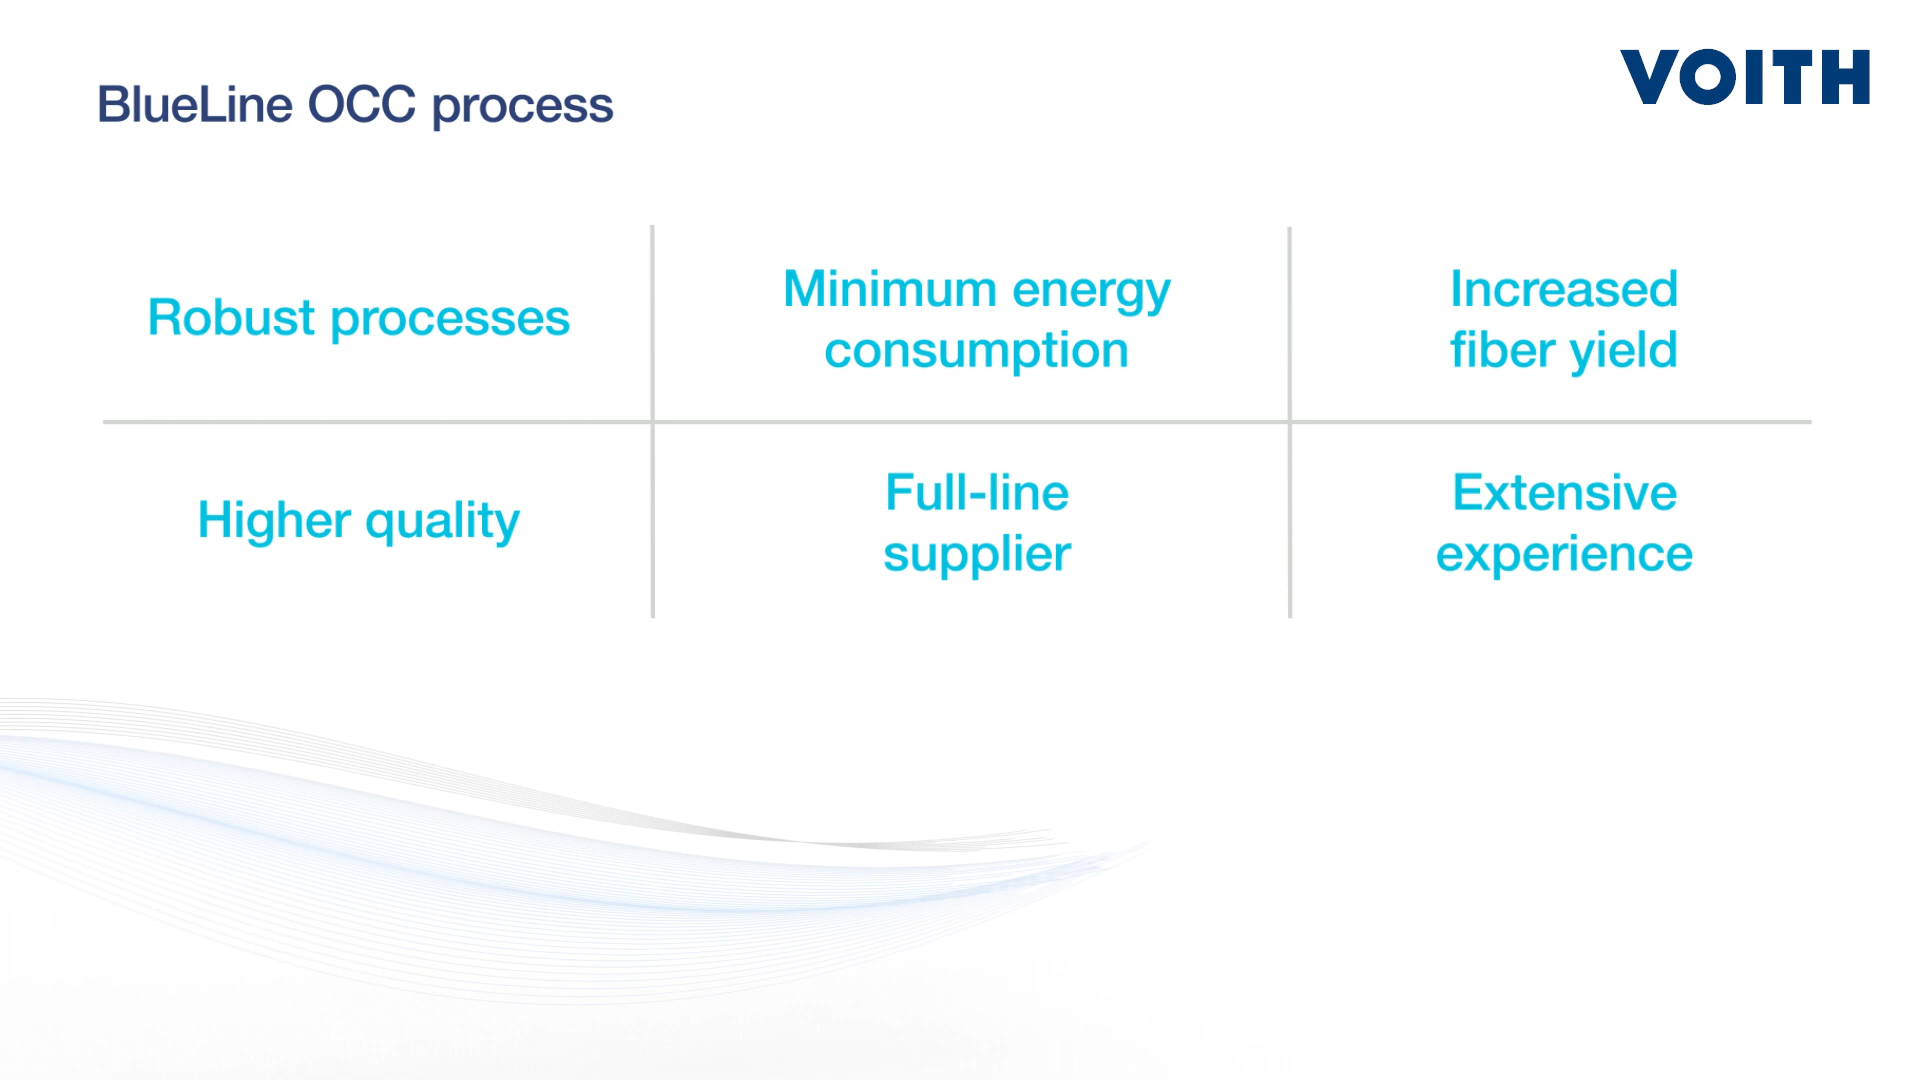 VOITH
BlueLine OCC process
Robust processes
Minimum energy
consumption
Increased
fiber yield
Higher quality
Full-line
supplier
Extensive
experience